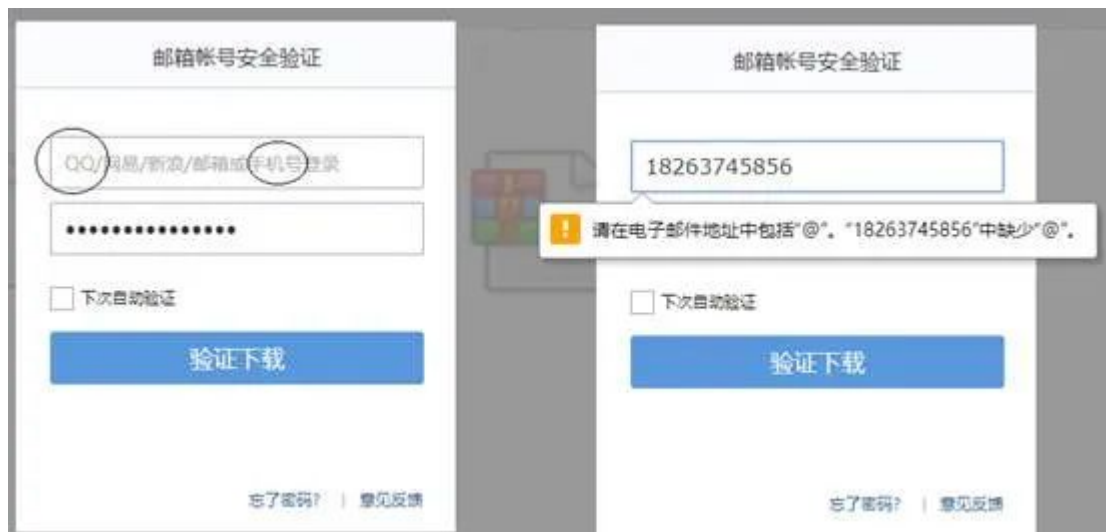 邮箱帐号安全验证
QQ/网易/新浪/邮箱或手机号登录
•••••••••••••••
下次自动验证
验证下载
忘了密码? | 意见反馈
邮箱帐号安全验证
18263745856
请在电子邮件地址中包括"@"。"18263745856"中缺少"@"。
下次自动验证
验证下载
忘了密码? | 意见反馈